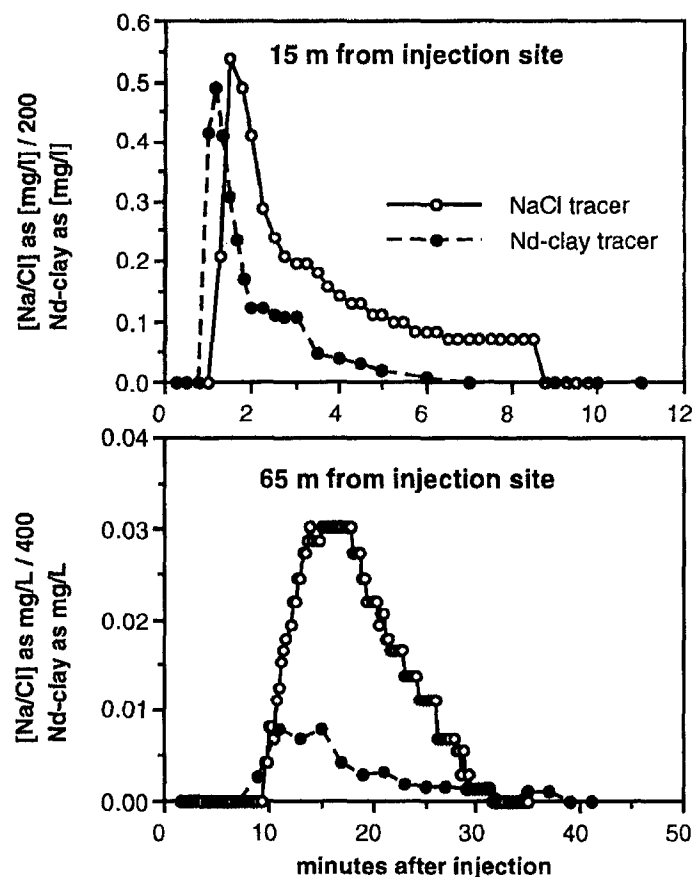 15 m from injection site
[Na/Cl] as [mg/l] / 200
Nd-clay as [mg/l]
0.6
0.5
0.4
0.3
0.2
0.1
0.0
NaCl tracer
Nd-clay tracer
0 2 4 6 8 10 12
65 m from injection site
[Na/Cl] as mg/L / 400
Nd-clay as mg/L
0.04
0.03
0.02
0.01
0.00
0 10 20 30 40 50
minutes after injection